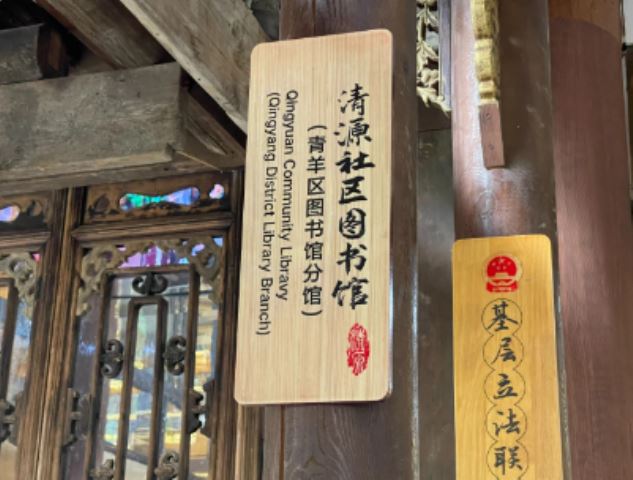 清源社区图书馆
(青羊区图书馆分馆)
Qingyuan Community Libravy
(Qingyang District Library Branch)
基层立法联